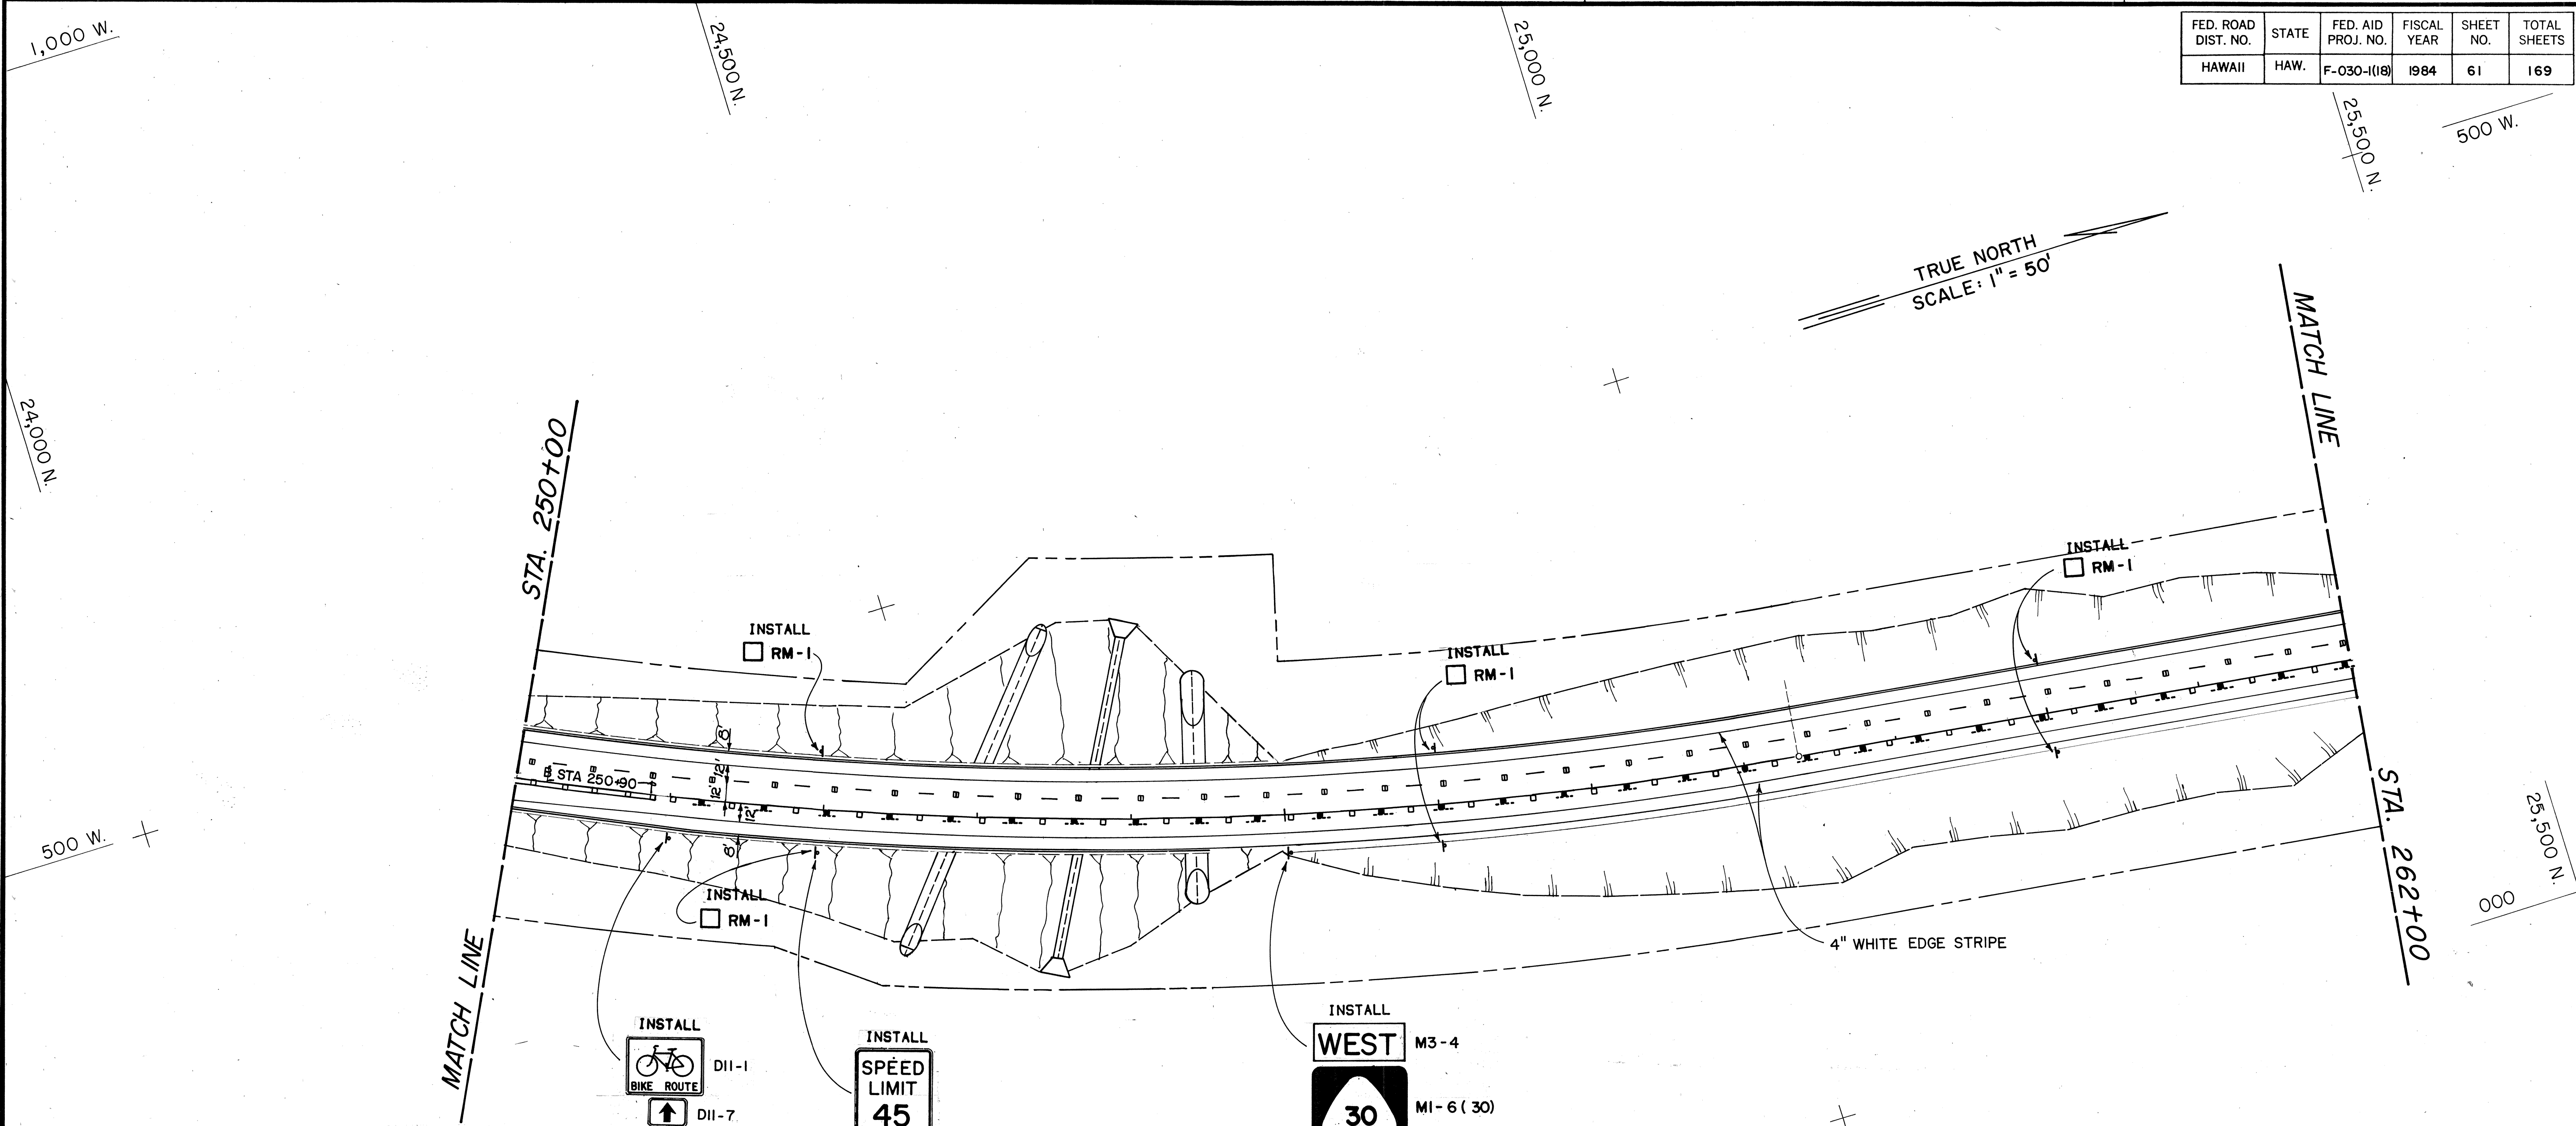 FED. ROAD DIST. NO. STATE FED. AID PROJ. NO. FISCAL YEAR SHEET NO. TOTAL SHEETS
HAWAII HAW. F-030-1(18) 1984 61 169
1,000 W.
24,500 N.
25,000 N.
25,500 N.
500 W.
TRUE NORTH
SCALE: 1" = 50'
MATCH LINE
24,000 N.
STA. 250+00
INSTALL
RM-1
INSTALL
RM-1
INSTALL
RM-1
STA 250+90
8'
12'
12'
12'
8'
500 W.
INSTALL
RM-1
STA. 262+00
25,500 N.
000
4" WHITE EDGE STRIPE
MATCH LINE
INSTALL
BIKE ROUTE
D11-1
D11-7
INSTALL
SPEED
LIMIT
45
INSTALL
WEST M3-4
30 M1-6 (30)